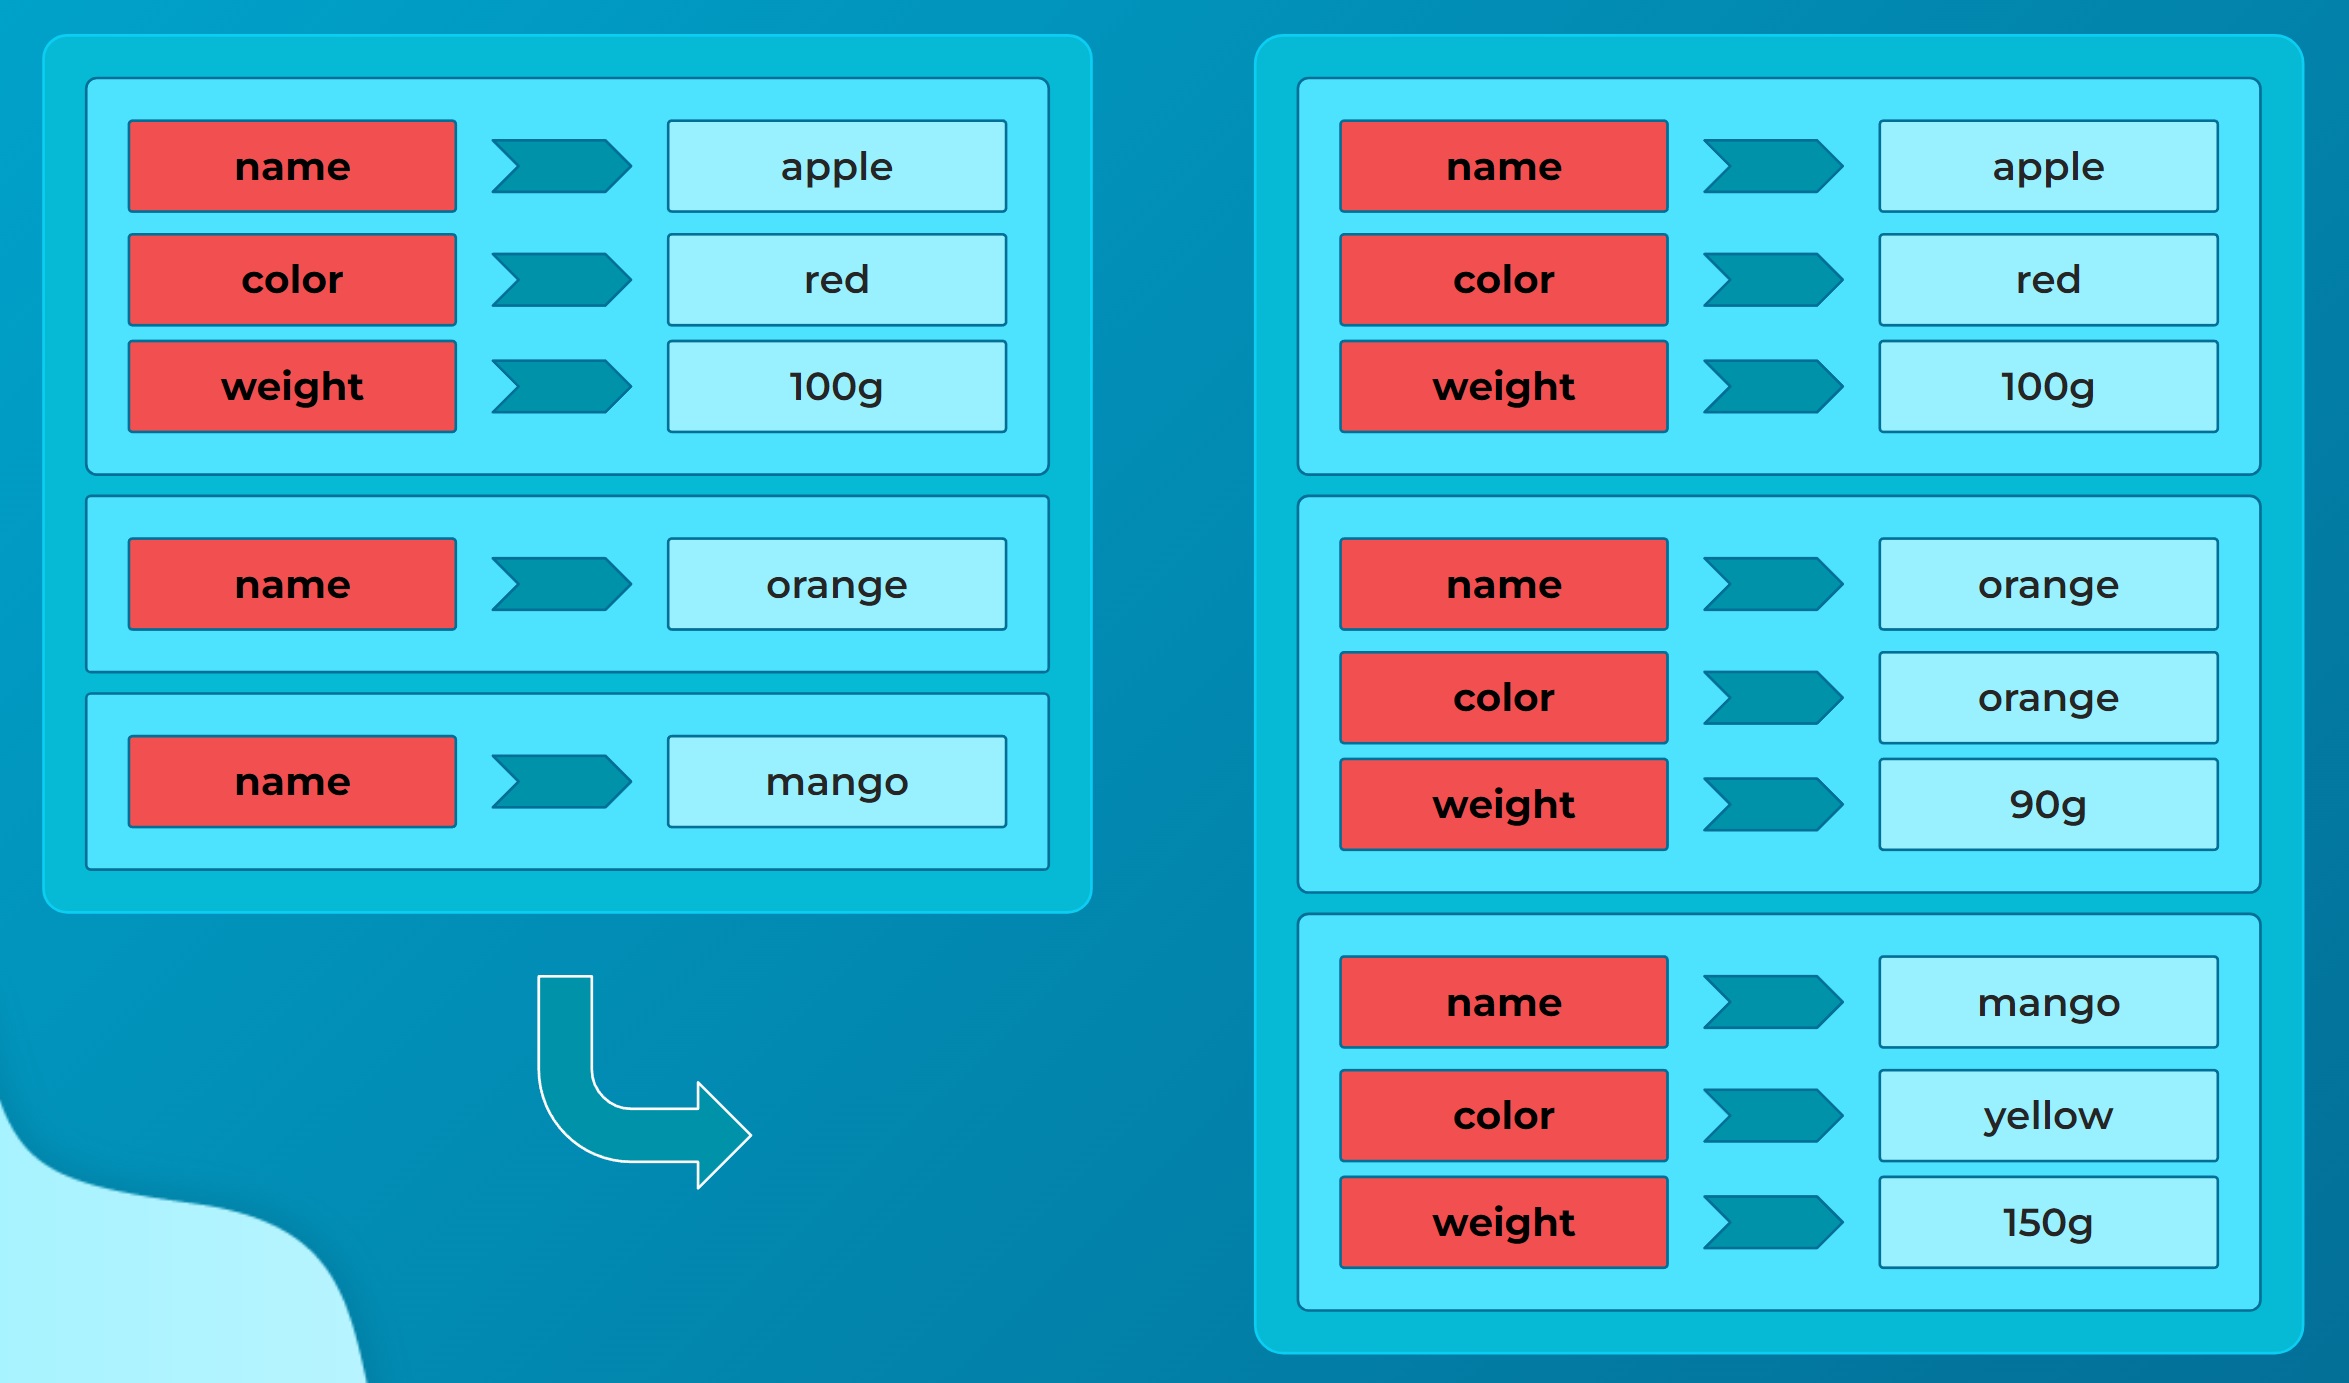 name apple
color red
weight 100g
name orange
name mango
name apple
color red
weight 100g
name orange
color orange
weight 90g
name mango
color yellow
weight 150g